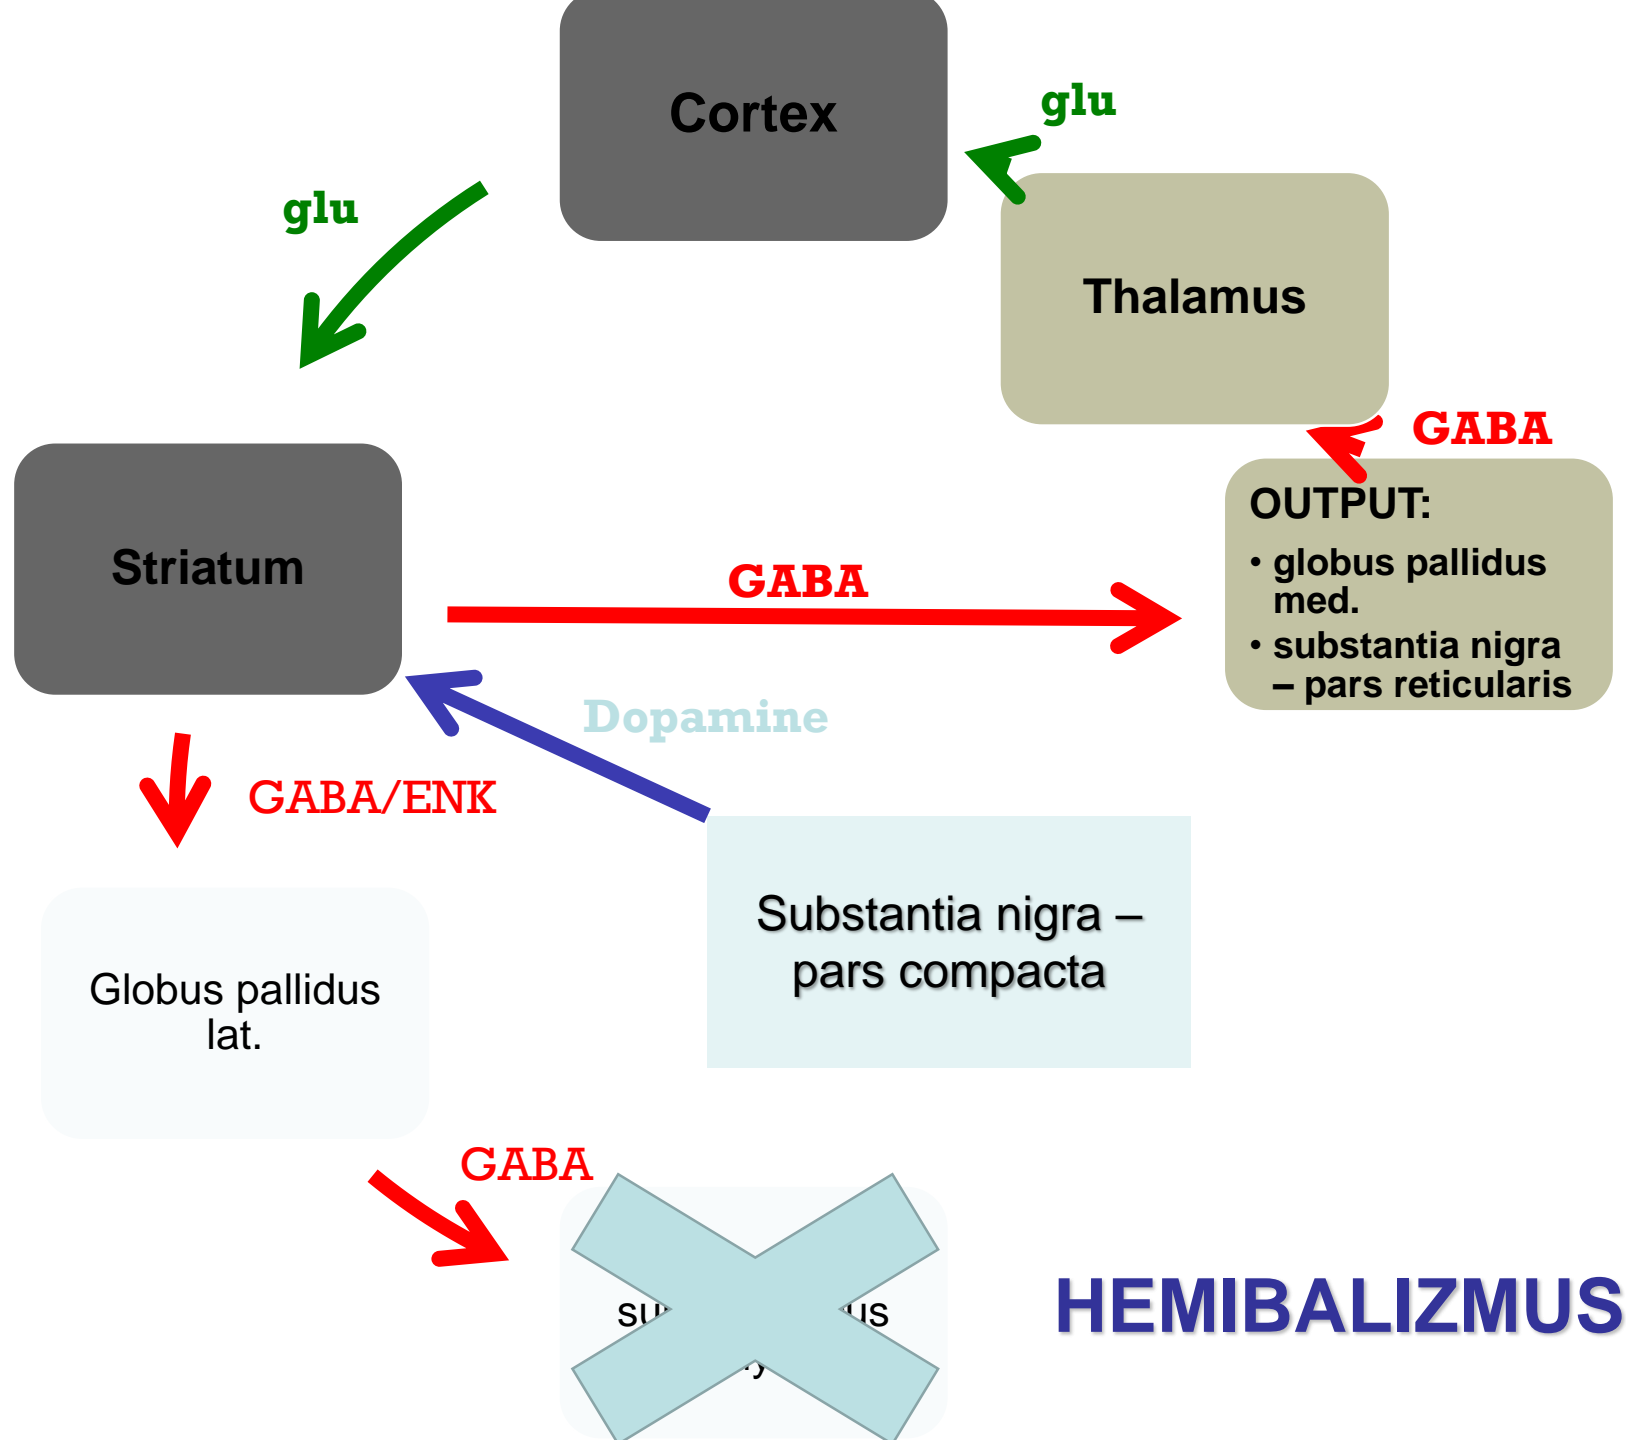 Cortex
glu
glu
Thalamus
GABA
OUTPUT:
• globus pallidus
med.
• substantia nigra
– pars reticularis
Striatum
GABA
Dopamine
GABA/ENK
Substantia nigra –
pars compacta
Globus pallidus
lat.
GABA
HEMIBALIZMUS